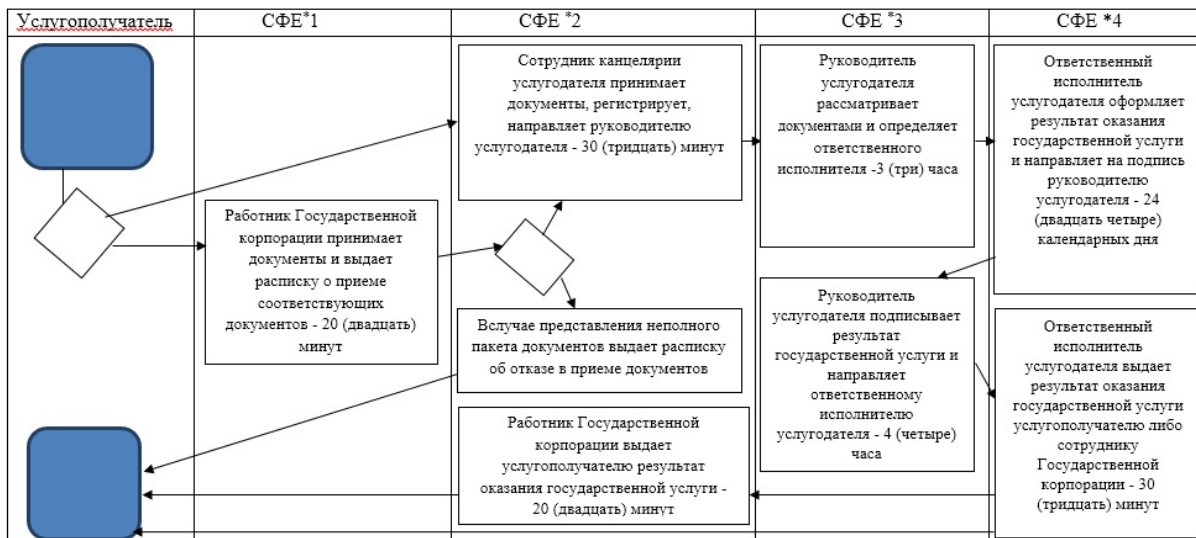 Услугополучатель
СФЕ*1
СФЕ *2
СФЕ *3
СФЕ *4
Сотрудник канцелярии
услугодателя принимает
документы, регистрирует,
направляет руководителю
услугодателя - 30 (тридцать) минут
Руководитель
услугодателя
рассматривает
документами и определяет
ответственного
исполнителя -3 (три) часа
Ответственный
исполнитель
услугодателя оформляет
результат оказания
государственной услуги
и направляет на подпись
руководителю
услугодателя - 24
(двадцать четыре)
календарных дня
Работник Государственной
корпорации принимает
документы и выдает
расписку о приеме
соответствующих
документов - 20 (двадцать)
минут
Вслучае представления неполного
пакета документов выдает расписку
об отказе в приеме документов
Руководитель
услугодателя подписывает
результат
государственной услуги и
направляет
ответственному
исполнителю
услугодателя - 4 (четыре)
часа
Ответственный
исполнитель
услугодателя выдает
результат оказания
государственной услуги
услугополучателю либо
сотруднику
Государственной
корпорации - 30
(тридцать) минут
Работник Государственной
корпорации выдает
услугополучателю результат
оказания государственной услуги -
20 (двадцать) минут